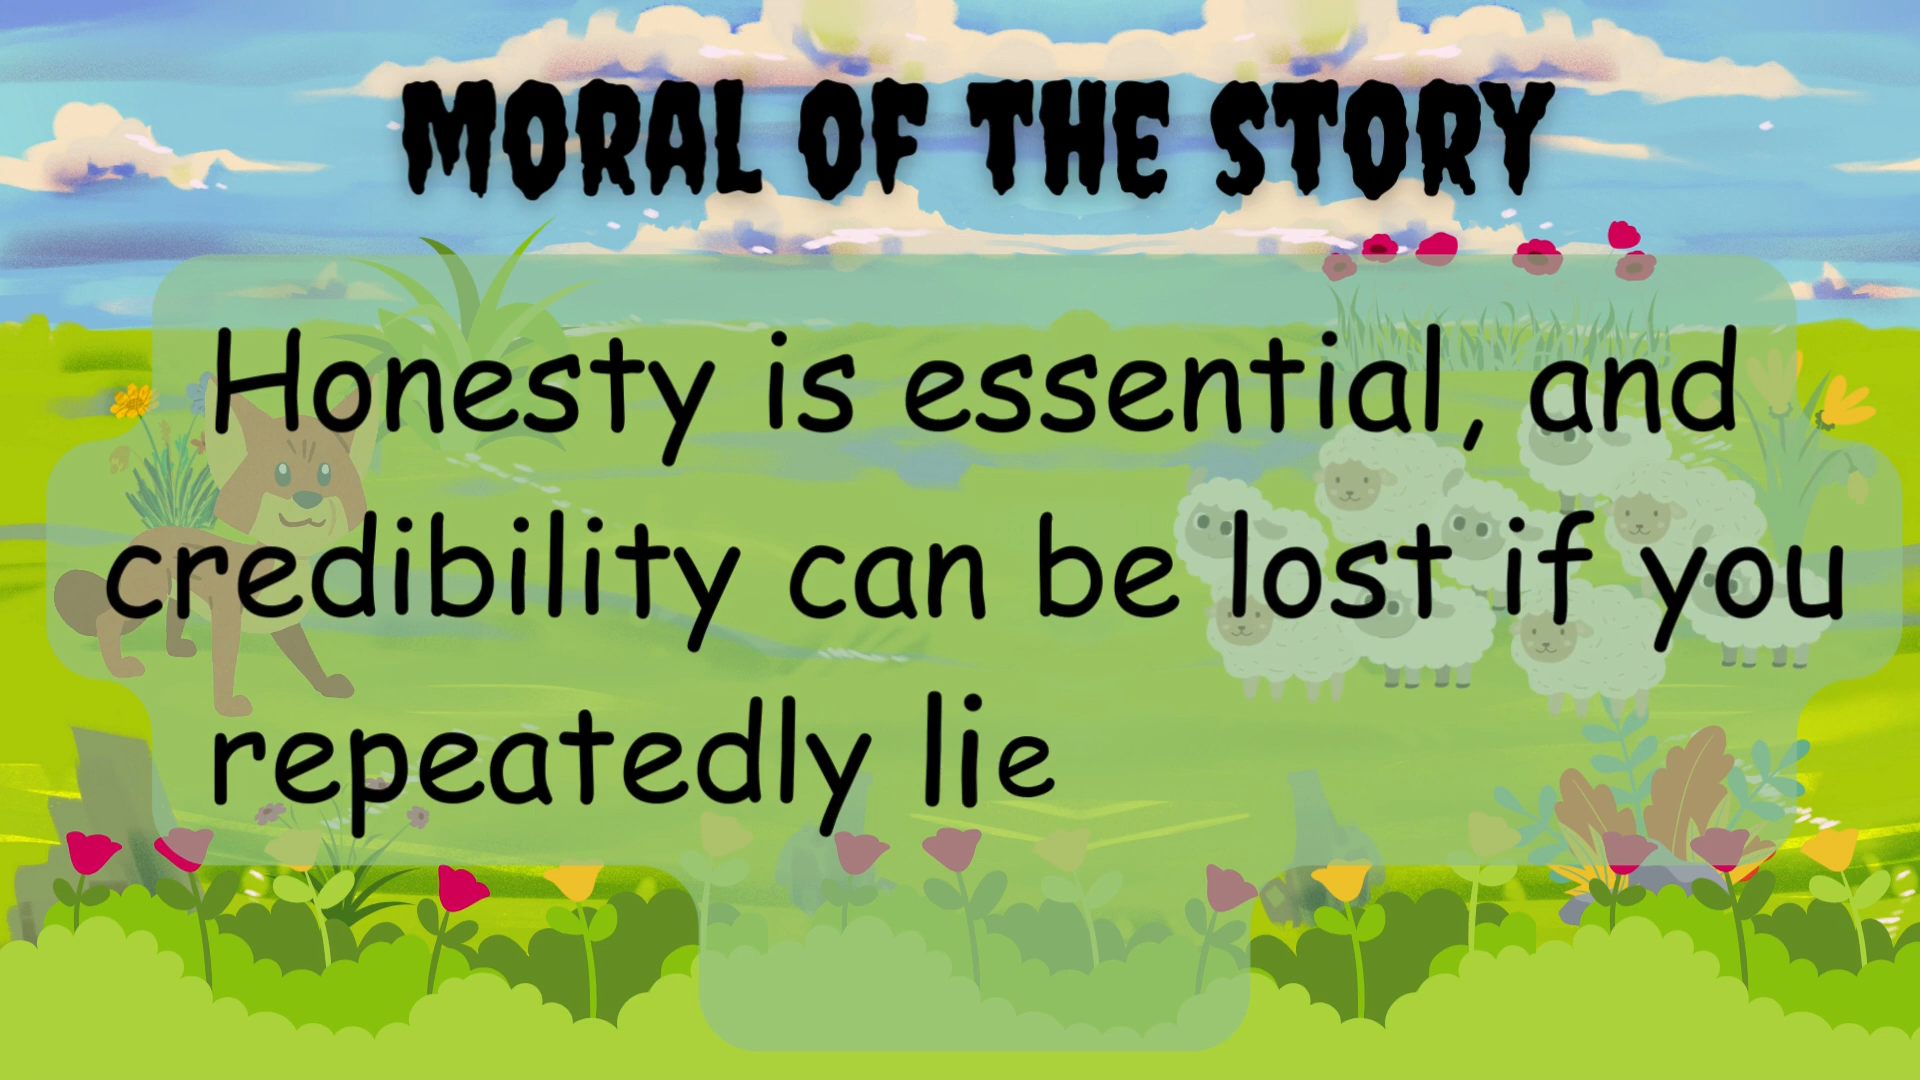 MORAL OF THE STORY
Honesty is essential, and
credibility can be lost if you
repeatedly lie